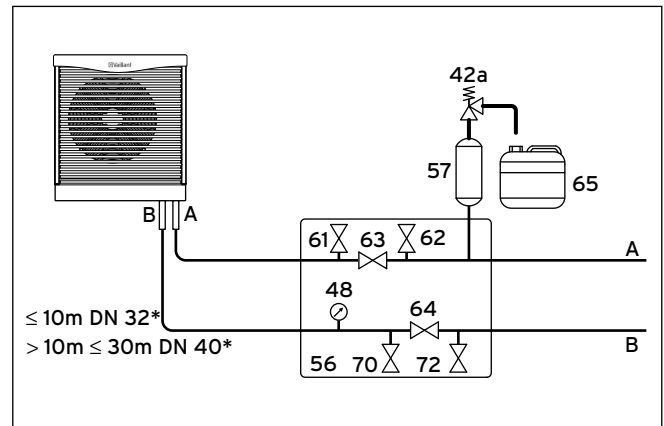 Vaillant
42a
57
65
B A
61 63 62
A
48
64
≤ 10m DN 32*
> 10m ≤ 30m DN 40*
B
56 70 72